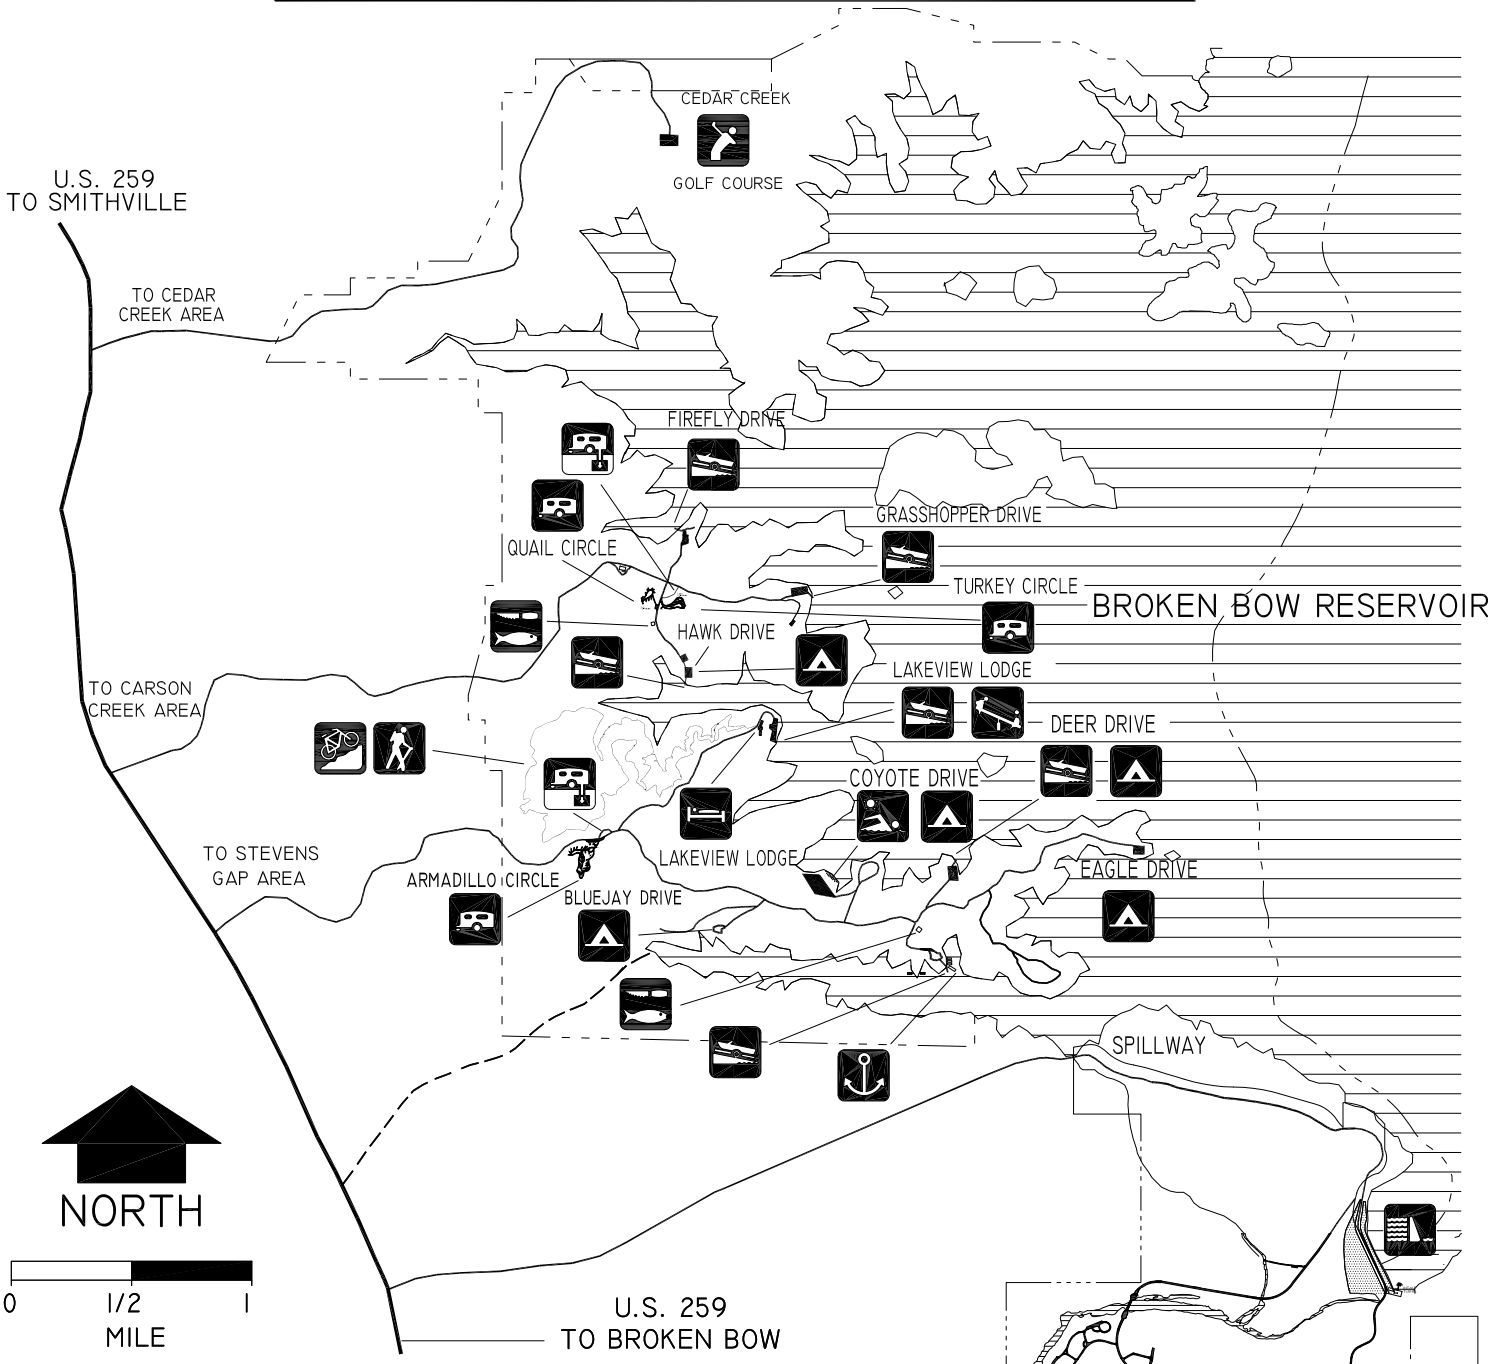 CEDAR CREEK
GOLF COURSE
U.S. 259
TO SMITHVILLE
TO CEDAR
CREEK AREA
FIREFLY DRIVE
GRASSHOPPER DRIVE
QUAIL CIRCLE
TURKEY CIRCLE
BROKEN BOW RESERVOIR
HAWK DRIVE
LAKEVIEW LODGE
TO CARSON
CREEK AREA
DEER DRIVE
COYOTE DRIVE
TO STEVENS
GAP AREA
LAKEVIEW LODGE
EAGLE DRIVE
ARMADILLO CIRCLE
BLUEJAY DRIVE
SPILLWAY
NORTH
0 1/2 1
MILE
U.S. 259
TO BROKEN BOW